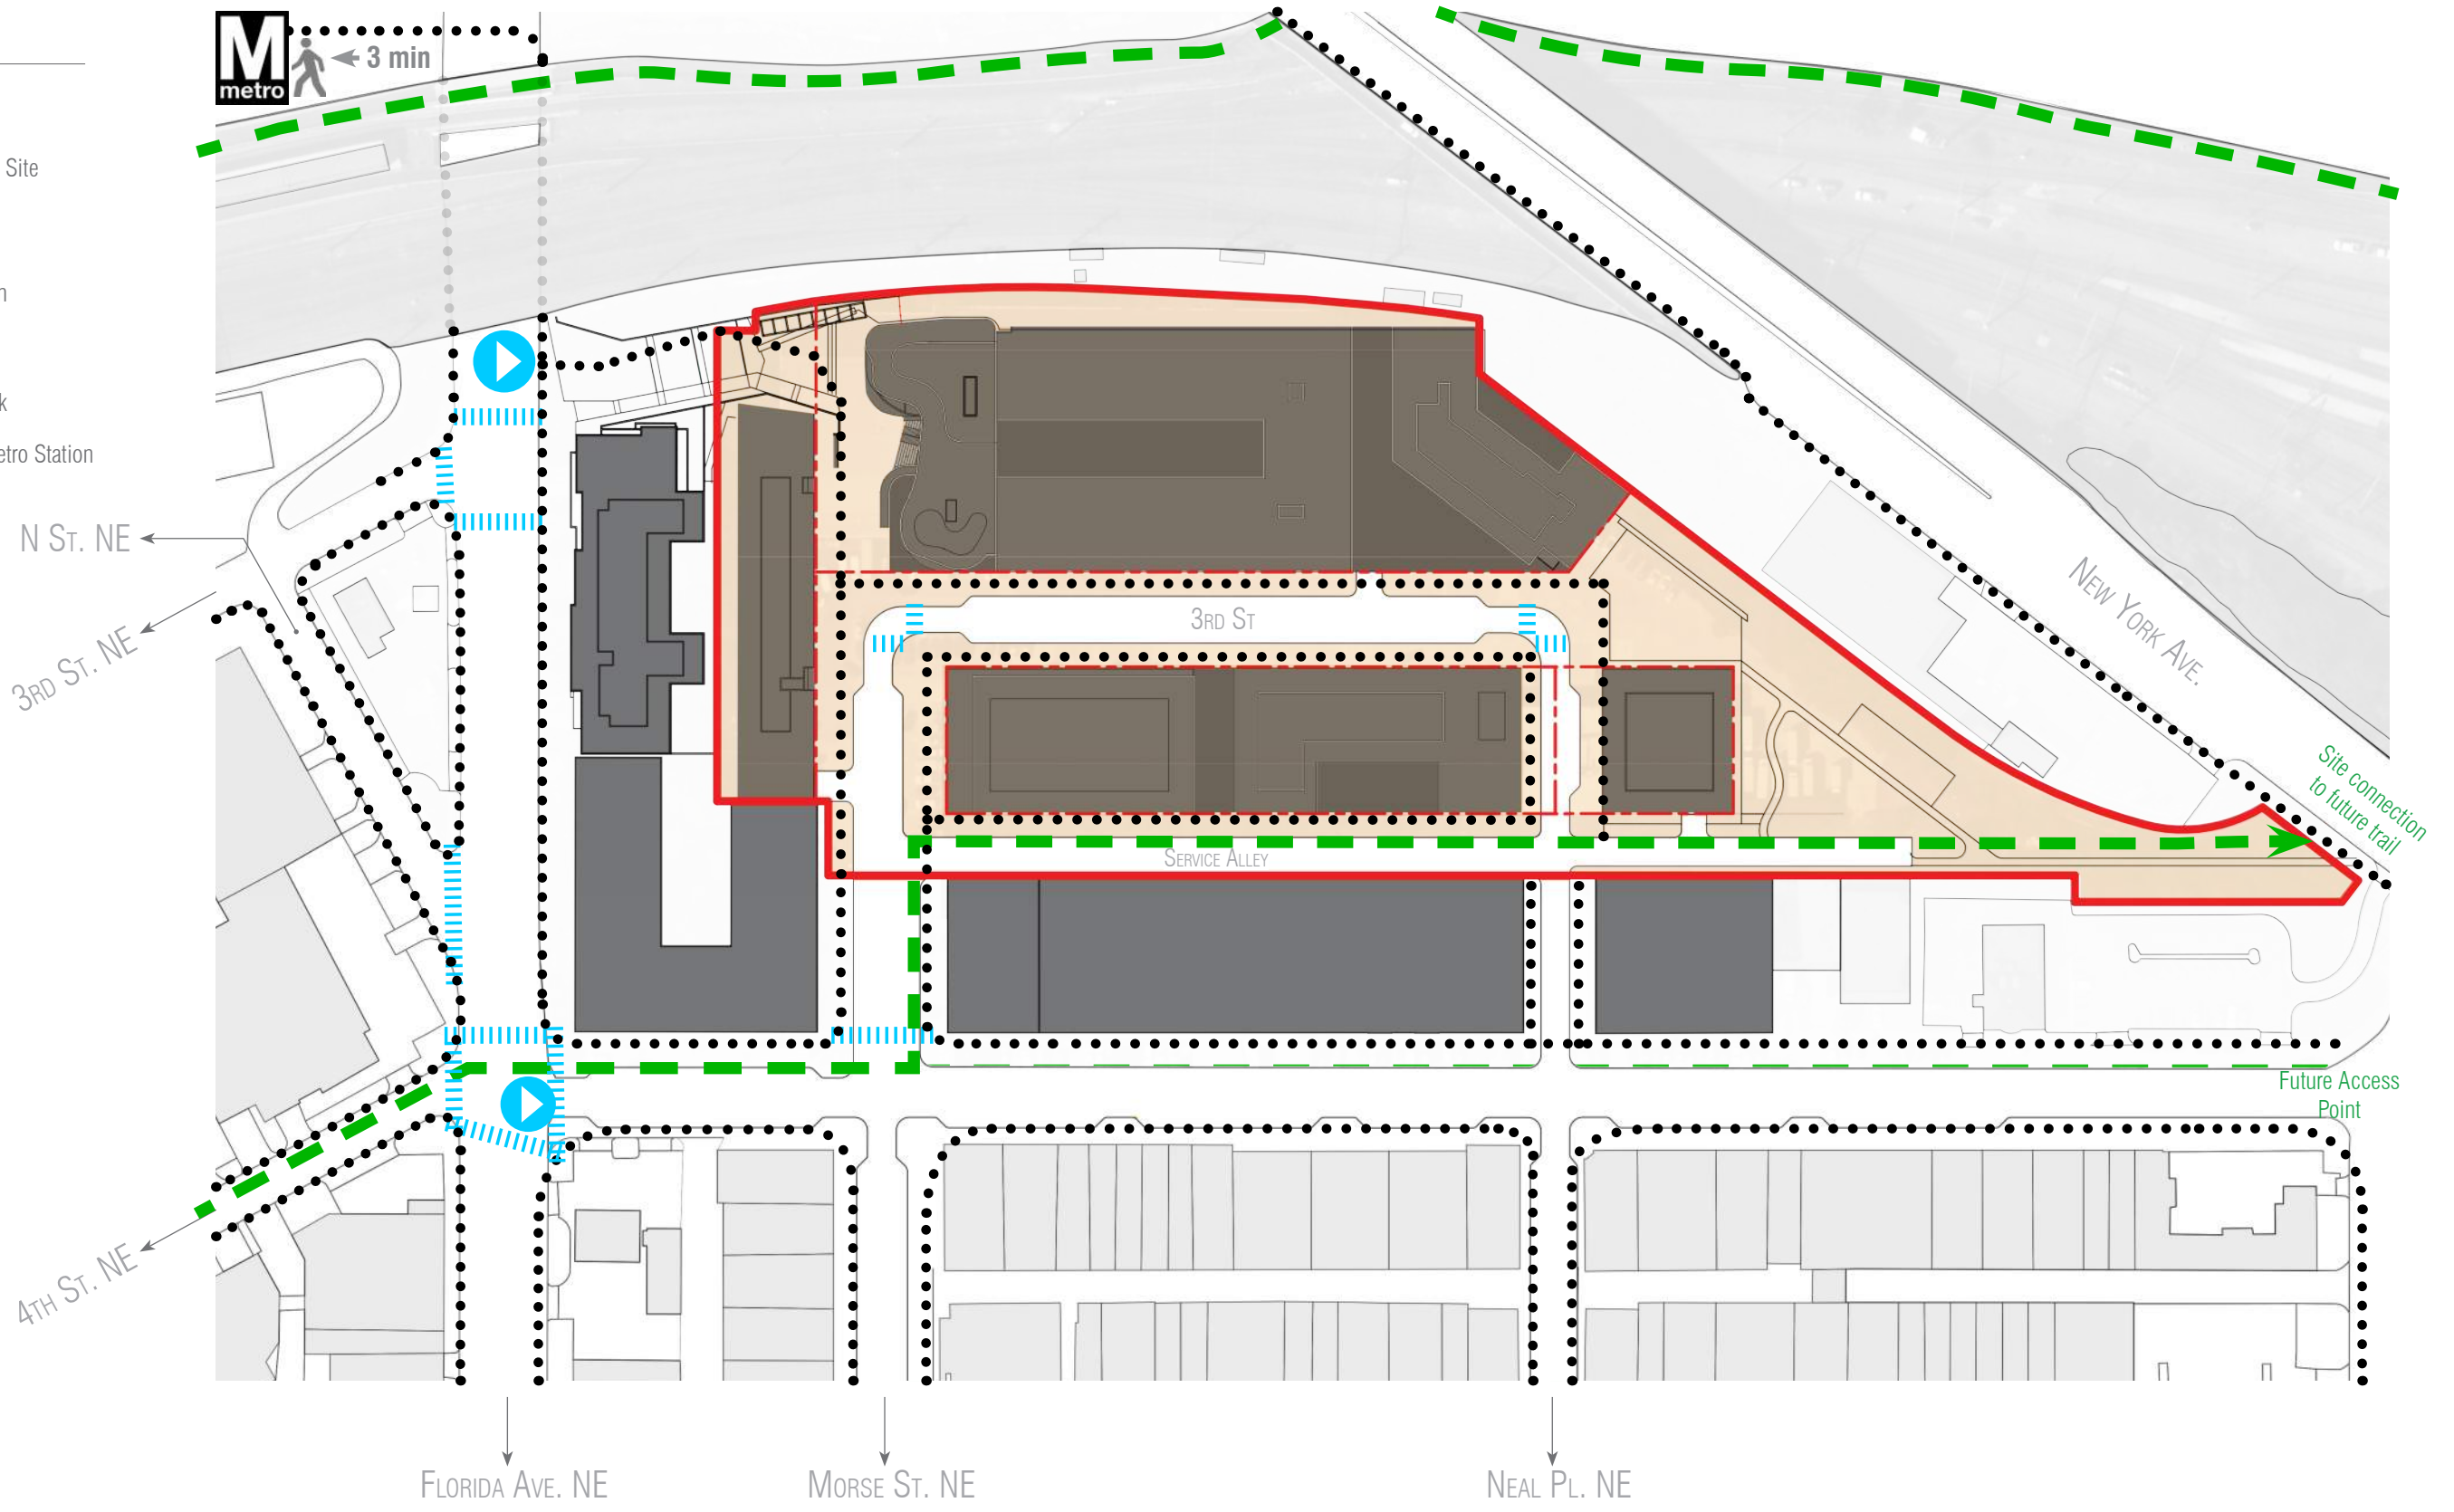 M
metro
3 min
Site
n
k
etro Station
N St. NE
3rd St. NE
3rd St
New York Ave.
Site connection
to future trail
Service Alley
Future Access
Point
4th St. NE
Florida Ave. NE
Morse St. NE
Neal Pl. NE